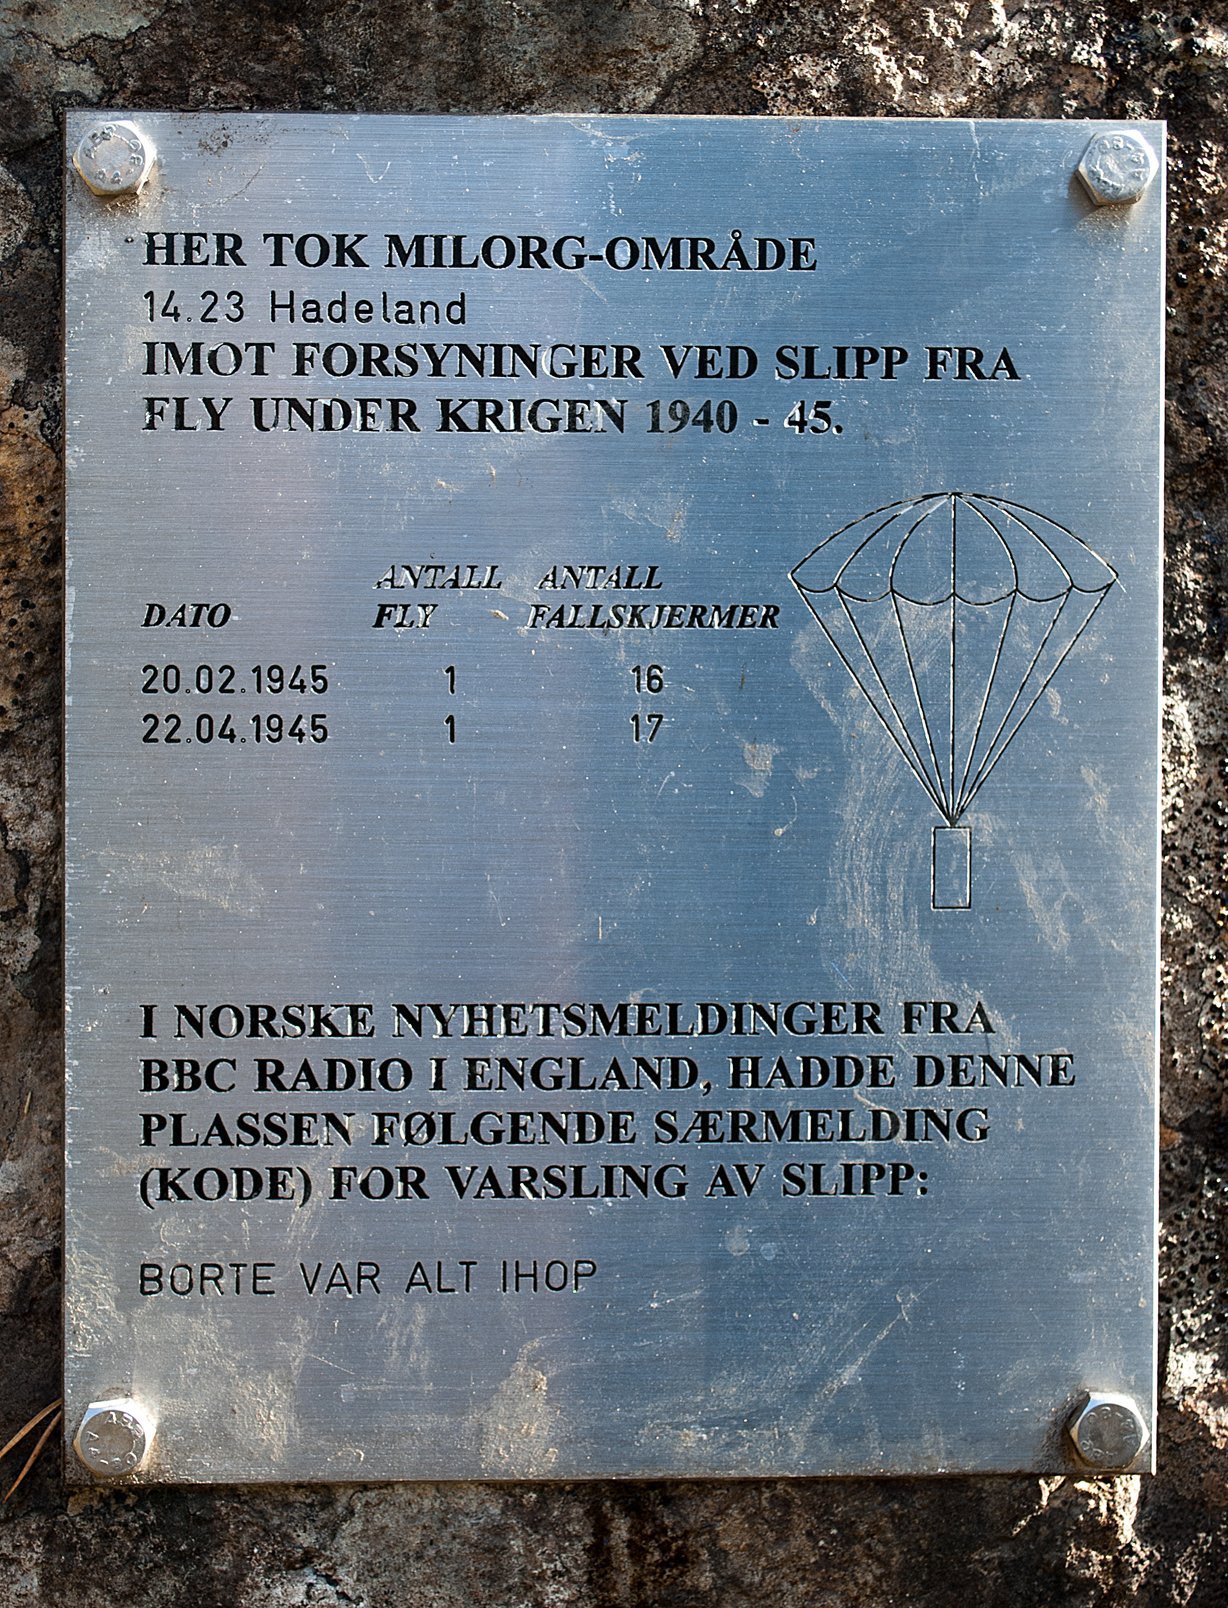 HER TOK MILORG-OMRÅDE
14.23 Hadeland
IMOT FORSYNINGER VED SLIPP FRA
FLY UNDER KRIGEN 1940 - 45.
ANTALL ANTALL
DATO FLY FALLSKJERMER
20.02.1945 1 16
22.04.1945 1 17
I NORSKE NYHETSMELDINGER FRA
BBC RADIO I ENGLAND, HADDE DENNE
PLASSEN FØLGENDE SÆRMELDING
(KODE) FOR VARSLING AV SLIPP:
BORTE VAR ALT IHOP